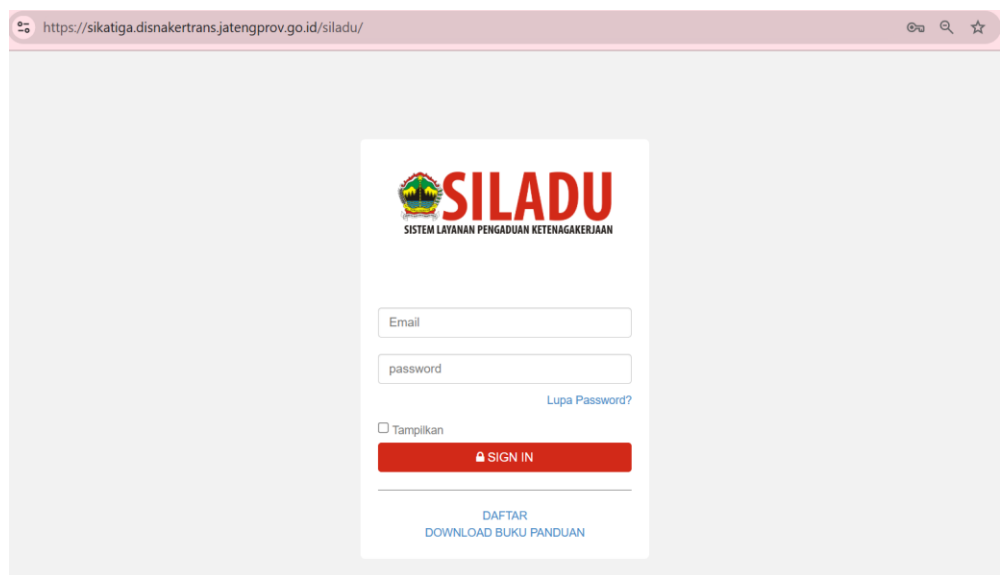 https://sikatiga.disnakertrans.jatengprov.go.id/siladu/
SILADU
SISTEM LAYANAN PENGADUAN KETENAGAKERJAAN
Email
password
Lupa Password?
Tampilkan
SIGN IN
DAFTAR
DOWNLOAD BUKU PANDUAN